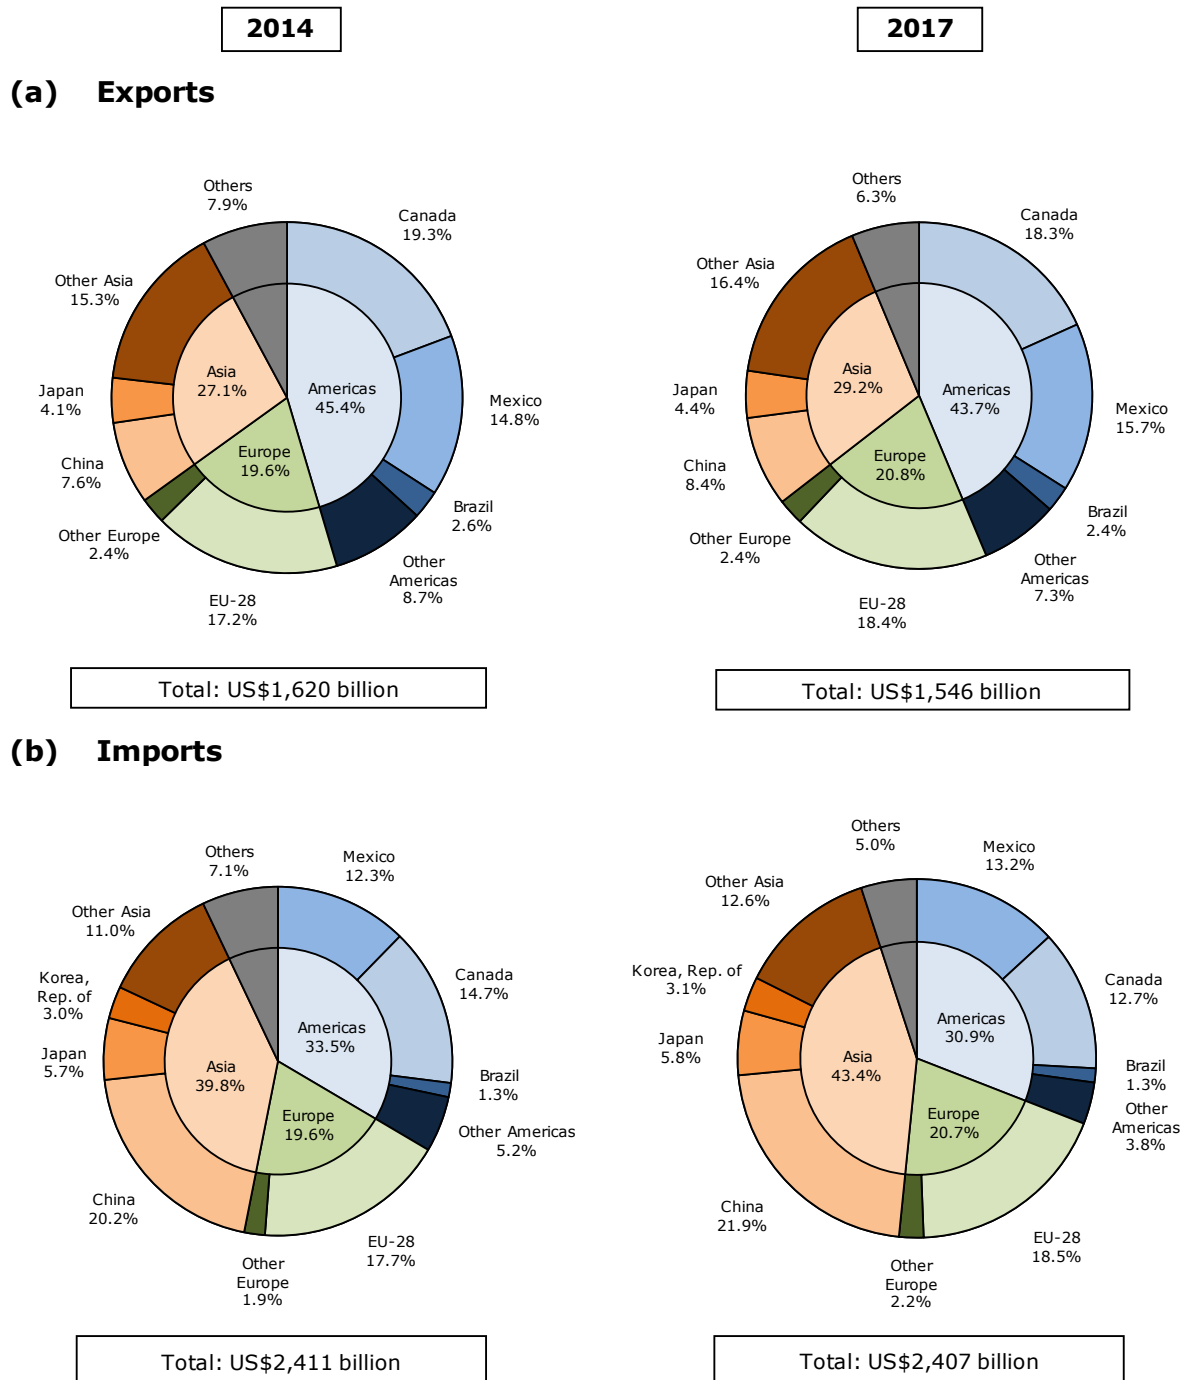 2014
2017
(a) Exports
Others
7.9%
Canada
19.3%
Other Asia
15.3%
Asia
27.1%
Americas
45.4%
Japan
4.1%
Mexico
14.8%
Europe
19.6%
China
7.6%
Brazil
2.6%
Other Europe
2.4%
Other
Americas
8.7%
EU-28
17.2%
Total: US$1,620 billion
Others
6.3%
Canada
18.3%
Other Asia
16.4%
Asia
29.2%
Americas
43.7%
Japan
4.4%
Mexico
15.7%
Europe
20.8%
China
8.4%
Brazil
2.4%
Other Europe
2.4%
Other
Americas
7.3%
EU-28
18.4%
Total: US$1,546 billion
(b) Imports
Others
7.1%
Mexico
12.3%
Other Asia
11.0%
Korea,
Rep. of
3.0%
Canada
14.7%
Americas
33.5%
Japan
5.7%
Asia
39.8%
Brazil
1.3%
Europe
19.6%
Other Americas
5.2%
China
20.2%
EU-28
17.7%
Other
Europe
1.9%
Total: US$2,411 billion
Others
5.0%
Mexico
13.2%
Other Asia
12.6%
Korea, Rep. of
3.1%
Canada
12.7%
Americas
30.9%
Japan
5.8%
Asia
43.4%
Brazil
1.3%
Europe
20.7%
Other
Americas
3.8%
China
21.9%
EU-28
18.5%
Other
Europe
2.2%
Total: US$2,407 billion